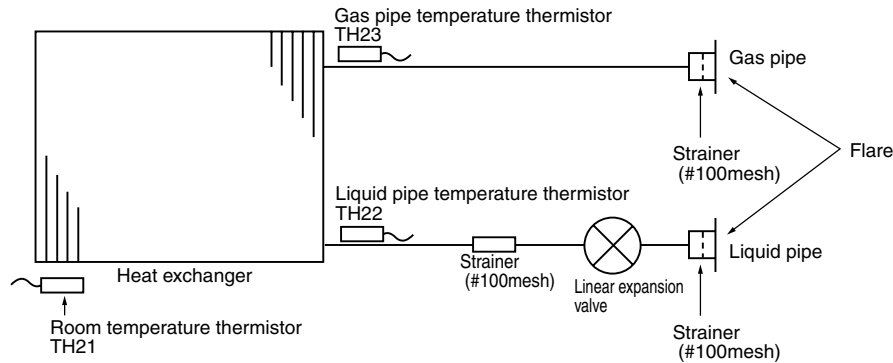 Gas pipe temperature thermistor
TH23
Gas pipe
Strainer
(#100mesh)
Flare
Liquid pipe temperature thermistor
TH22
Strainer
(#100mesh)
Linear expansion
valve
Liquid pipe
Strainer
(#100mesh)
Heat exchanger
Room temperature thermistor
TH21